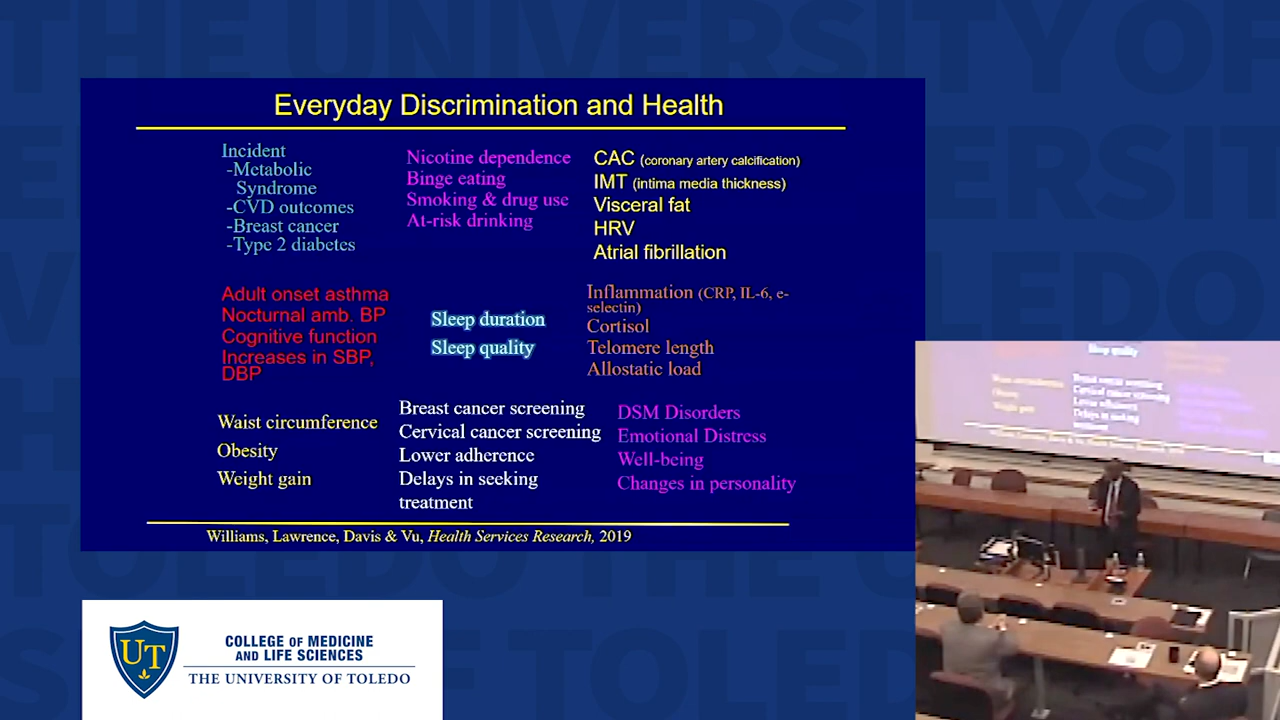 Everyday Discrimination and Health
Incident
-Metabolic
Syndrome
-CVD outcomes
-Breast cancer
-Type 2 diabetes
Nicotine dependence
Binge eating
Smoking & drug use
At-risk drinking
CAC (coronary artery calcification)
IMT (intima media thickness)
Visceral fat
HRV
Atrial fibrillation
Adult onset asthma
Nocturnal amb. BP
Cognitive function
Increases in SBP,
DBP
Sleep duration
Sleep quality
Inflammation (CRP, IL-6, e-
selectin)
Cortisol
Telomere length
Allostatic load
Waist circumference
Obesity
Weight gain
Breast cancer screening
Cervical cancer screening
Lower adherence
Delays in seeking
treatment
DSM Disorders
Emotional Distress
Well-being
Changes in personality
Williams, Lawrence, Davis & Vu, Health Services Research, 2019
UT
COLLEGE OF MEDICINE
AND LIFE SCIENCES
THE UNIVERSITY OF TOLEDO